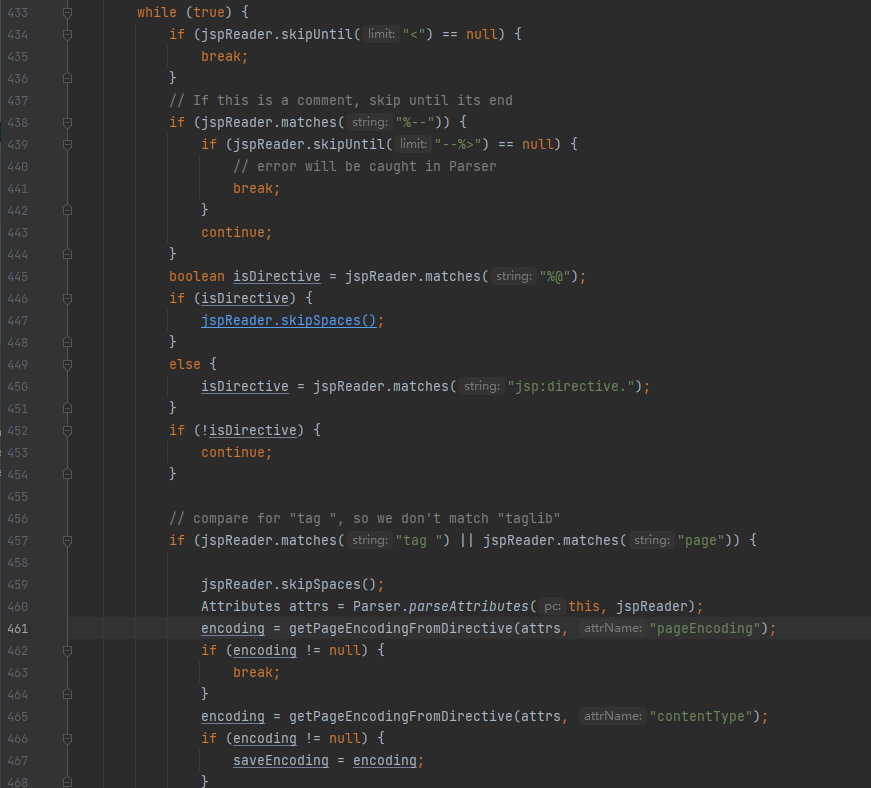 433 while (true) {
434 if (jspReader.skipUntil( limit: "<") == null) {
435 break;
436 }
437 // If this is a comment, skip until its end
438 if (jspReader.matches( string: "%--")) {
439 if (jspReader.skipUntil( limit: "--%>") == null) {
440 // error will be caught in Parser
441 break;
442 }
443 continue;
444 }
445 boolean isDirective = jspReader.matches( string: "%@");
446 if (isDirective) {
447 jspReader.skipSpaces();
448 }
449 else {
450 isDirective = jspReader.matches( string: "jsp:directive.");
451 }
452 if (!isDirective) {
453 continue;
454 }
455
456 // compare for "tag ", so we don't match "taglib"
457 if (jspReader.matches( string: "tag ") || jspReader.matches( string: "page")) {
458
459 jspReader.skipSpaces();
460 Attributes attrs = Parser.parseAttributes( pc: this, jspReader);
461 encoding = getPageEncodingFromDirective(attrs, attrName: "pageEncoding");
462 if (encoding != null) {
463 break;
464 }
465 encoding = getPageEncodingFromDirective(attrs, attrName: "contentType");
466 if (encoding != null) {
467 saveEncoding = encoding;
468 }